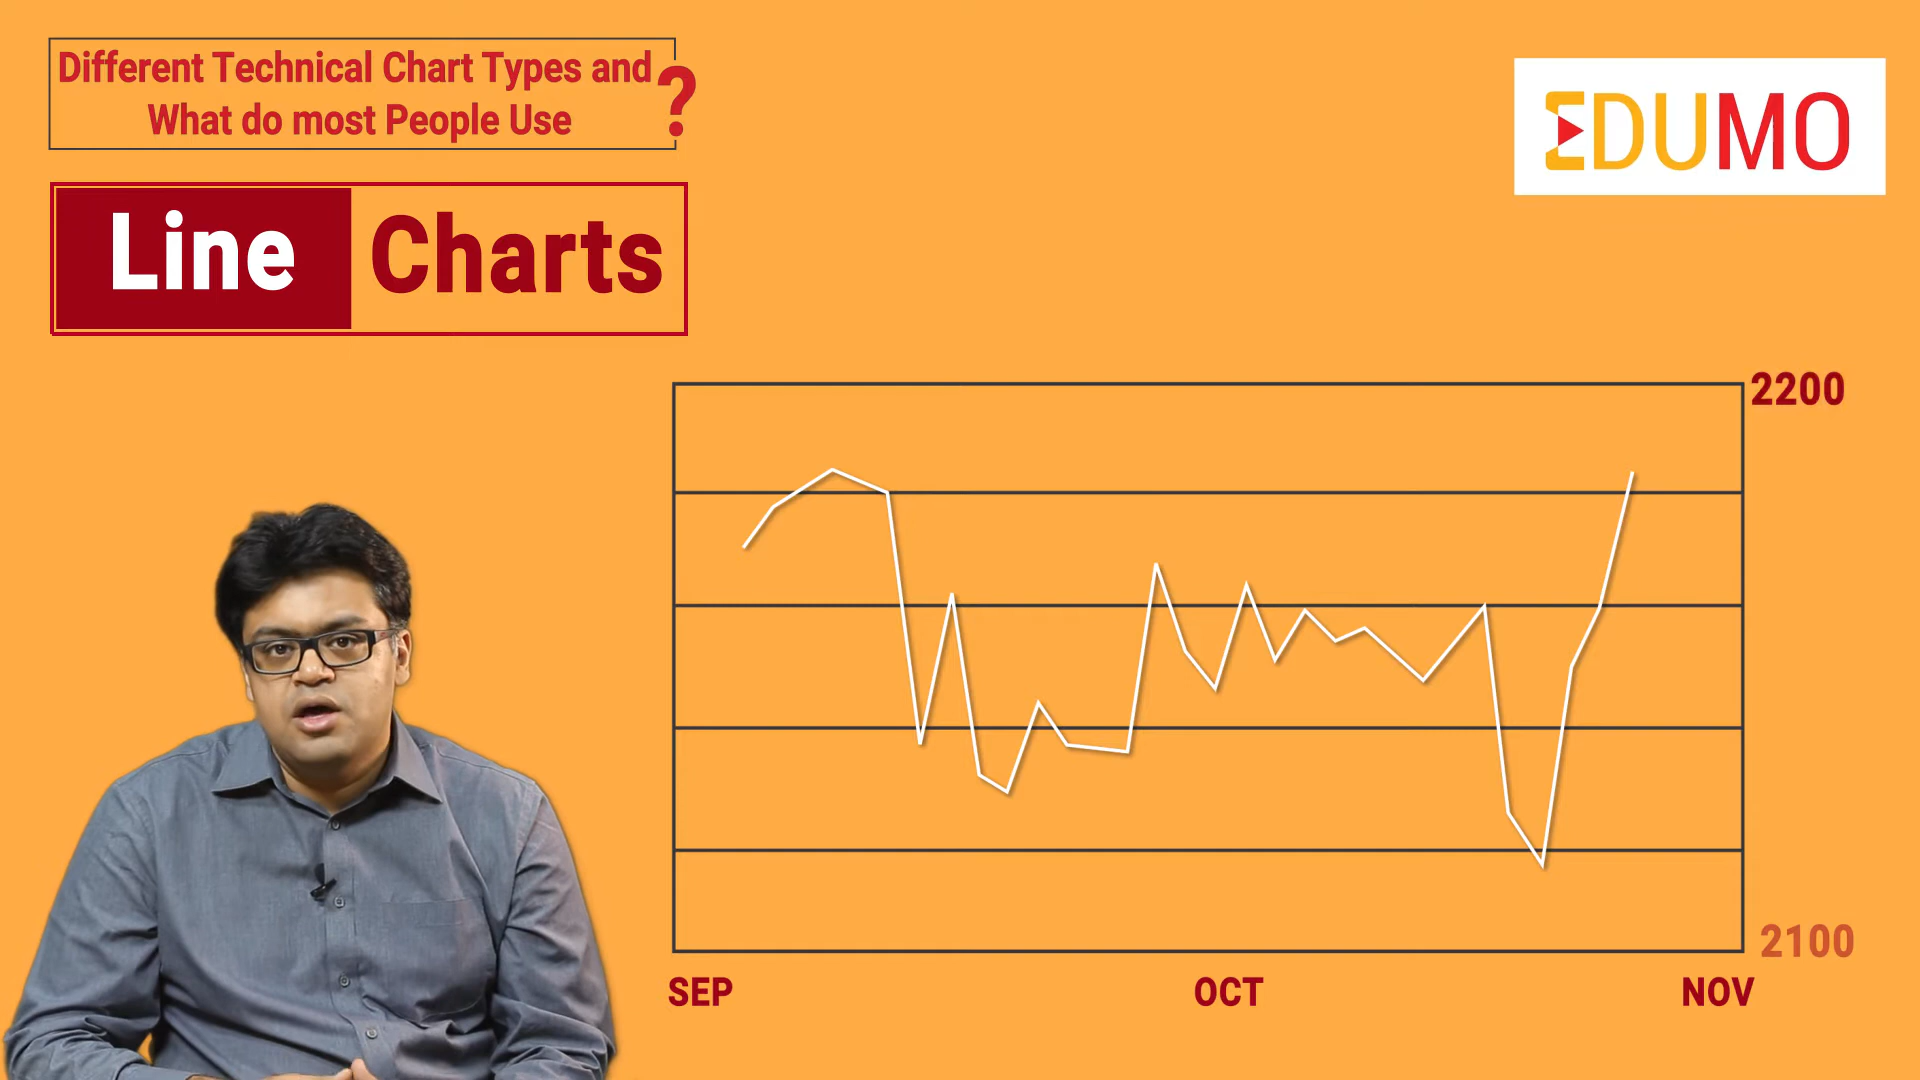 Different Technical Chart Types and
What do most People Use ?
EDUMO
Line Charts
2200
2100
SEP OCT NOV